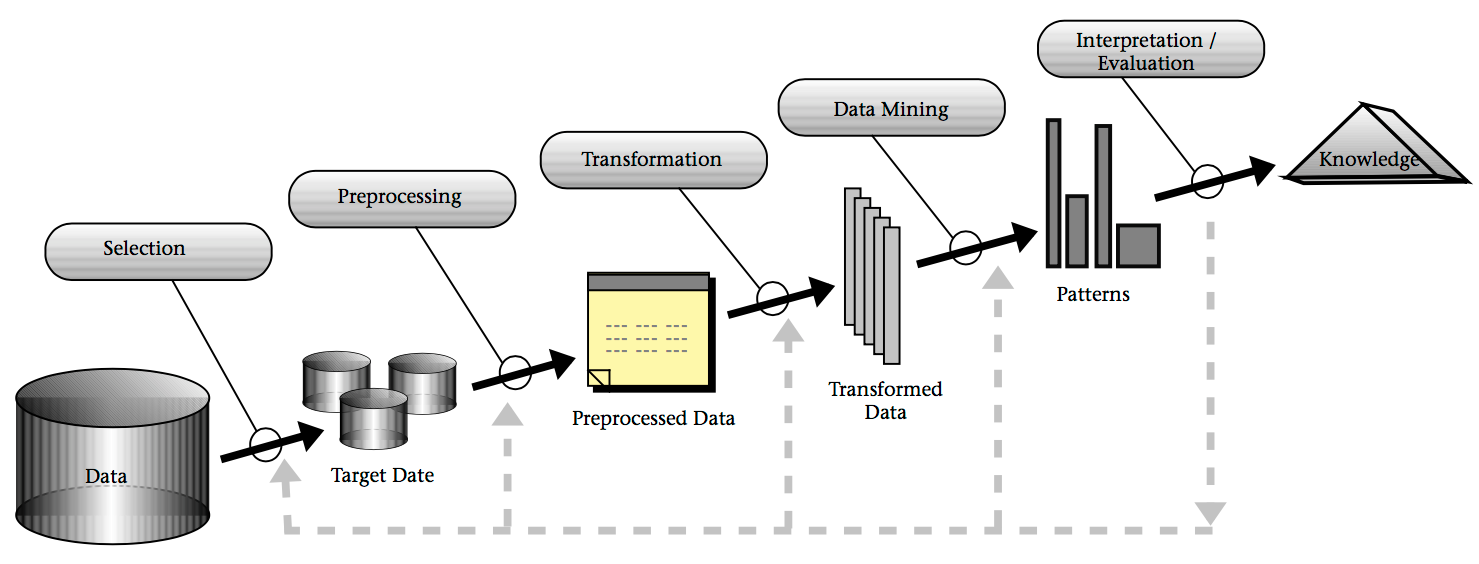 Interpretation /
Evaluation
Data Mining
Transformation
Preprocessing
Selection
Knowledge
Patterns
Transformed
Data
Preprocessed Data
Target Date
Data